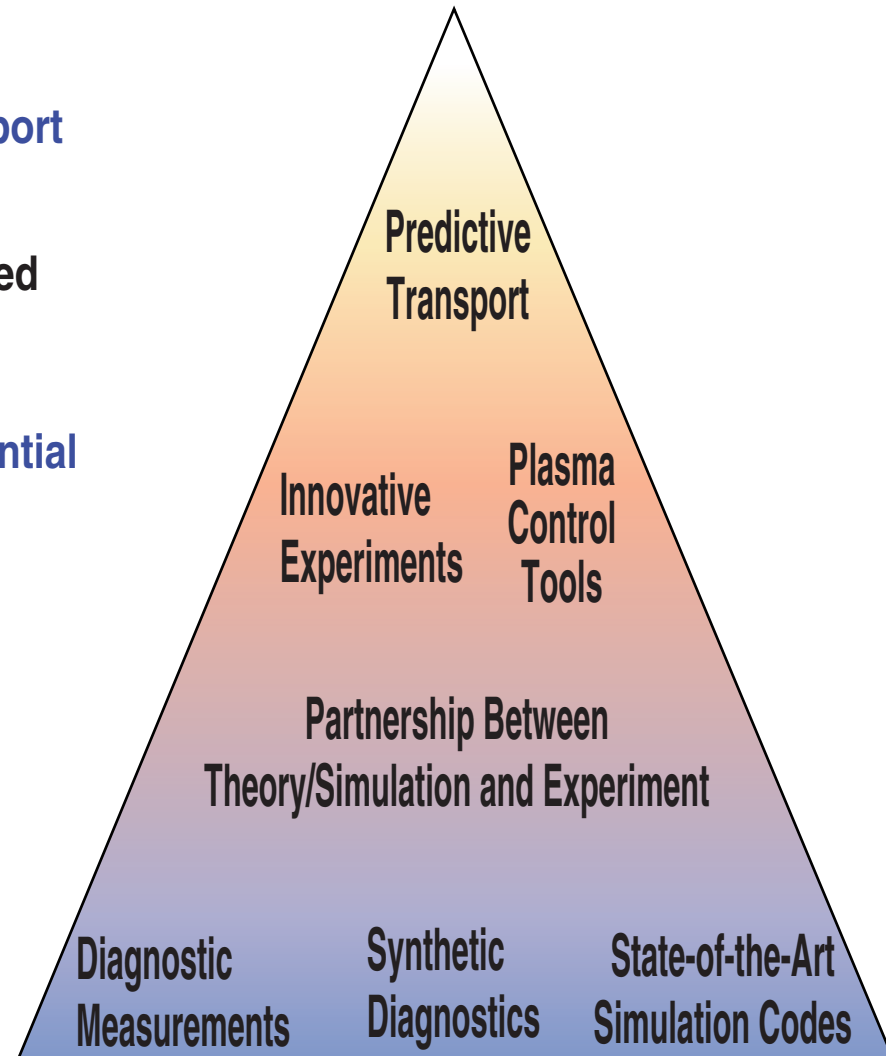 port
ed
ntial
Predictive
Transport
Innovative
Experiments
Plasma
Control
Tools
Partnership Between
Theory/Simulation and Experiment
Diagnostic
Measurements
Synthetic
Diagnostics
State-of-the-Art
Simulation Codes